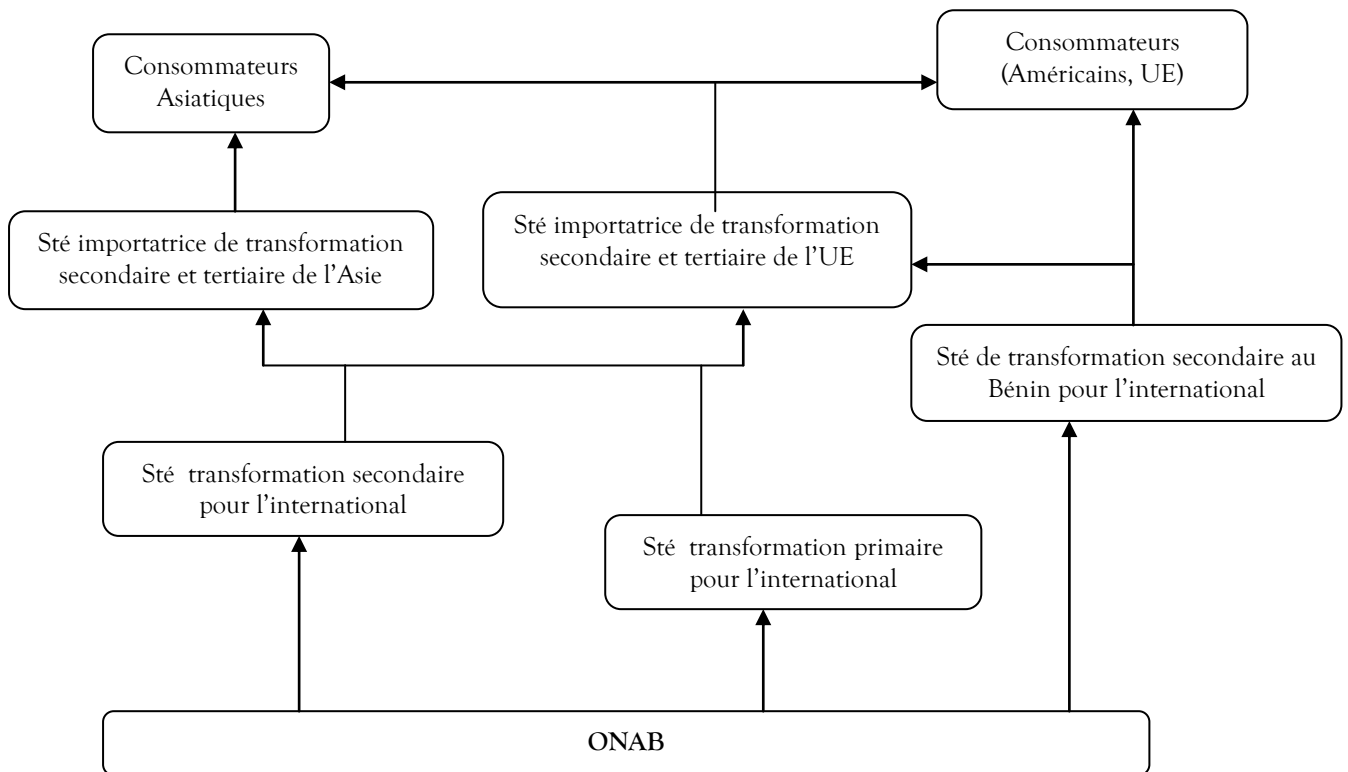 Consommateurs
Asiatiques
Consommateurs
(Américains, UE)
Sté importatrice de transformation
secondaire et tertiaire de l’Asie
Sté importatrice de transformation
secondaire et tertiaire de l’UE
Sté de transformation secondaire au
Bénin pour l’international
Sté  transformation secondaire
pour l’international
Sté  transformation primaire
pour l’international
ONAB